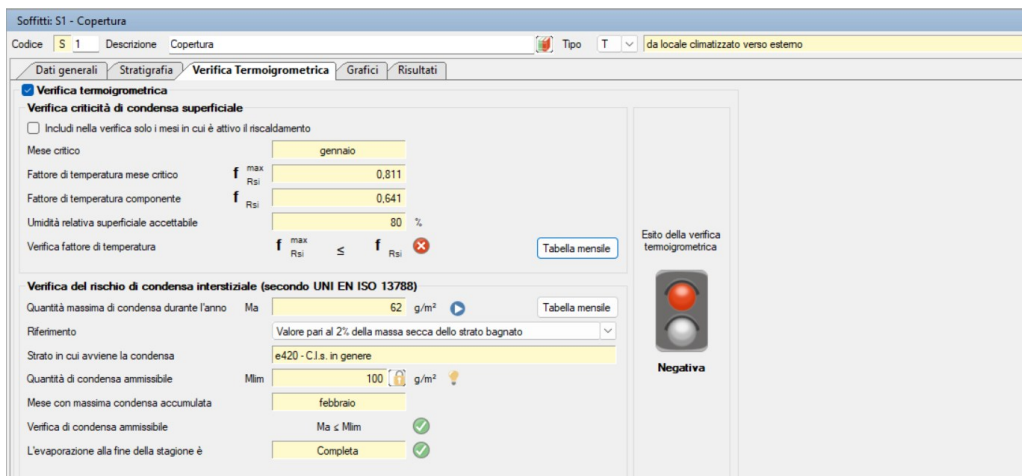 Soffitti: S1 - Copertura
Codice S 1 Descrizione Copertura Tipo T da locale climatizzato verso esterno
Dati generali Stratigrafia Verifica Termoigrometrica Grafici Risultati
Verifica termoigrometrica
Verifica criticità di condensa superficiale
Includi nella verifica solo i mesi in cui è attivo il riscaldamento
Mese critico gennaio
Fattore di temperatura mese critico f max Rsi 0,811
Fattore di temperatura componente f Rsi 0,641
Umidità relativa superficiale accettabile 80 %
Verifica fattore di temperatura f max Rsi ≤ f Rsi Tabella mensile
Verifica del rischio di condensa interstiziale (secondo UNI EN ISO 13788)
Quantità massima di condensa durante l'anno Ma 62 g/m² Tabella mensile
Riferimento Valore pari al 2% della massa secca dello strato bagnato
Strato in cui avviene la condensa e420 - C.l.s. in genere
Quantità di condensa ammissibile Mlim 100 g/m²
Mese con massima condensa accumulata febbraio
Verifica di condensa ammissibile Ma ≤ Mlim
L'evaporazione alla fine della stagione è Completa
Esito della verifica
termoigrometrica
Negativa